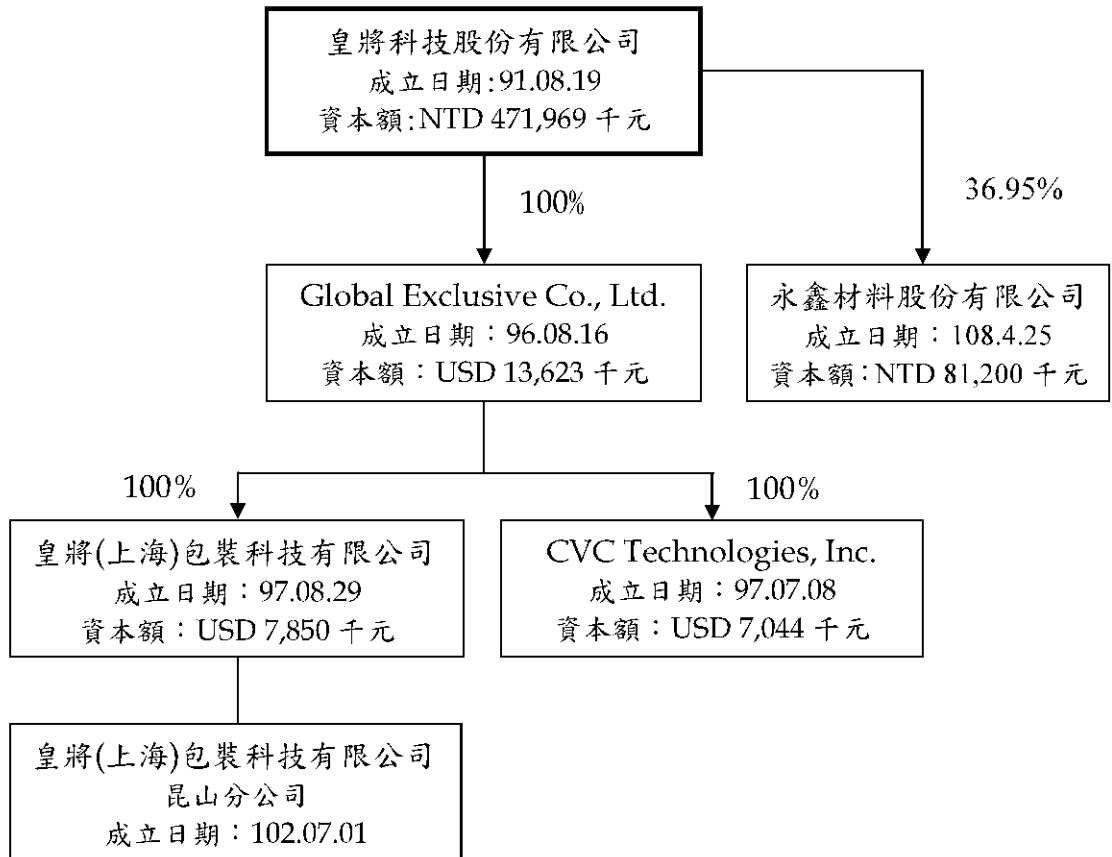 皇將科技股份有限公司
成立日期:91.08.19
資本額:NTD 471,969 千元
100%
36.95%
Global Exclusive Co., Ltd.
成立日期：96.08.16
資本額：USD 13,623 千元
永鑫材料股份有限公司
成立日期：108.4.25
資本額：NTD 81,200 千元
100%
100%
皇將(上海)包裝科技有限公司
成立日期：97.08.29
資本額：USD 7,850 千元
CVC Technologies, Inc.
成立日期：97.07.08
資本額：USD 7,044 千元
皇將(上海)包裝科技有限公司
昆山分公司
成立日期：102.07.01